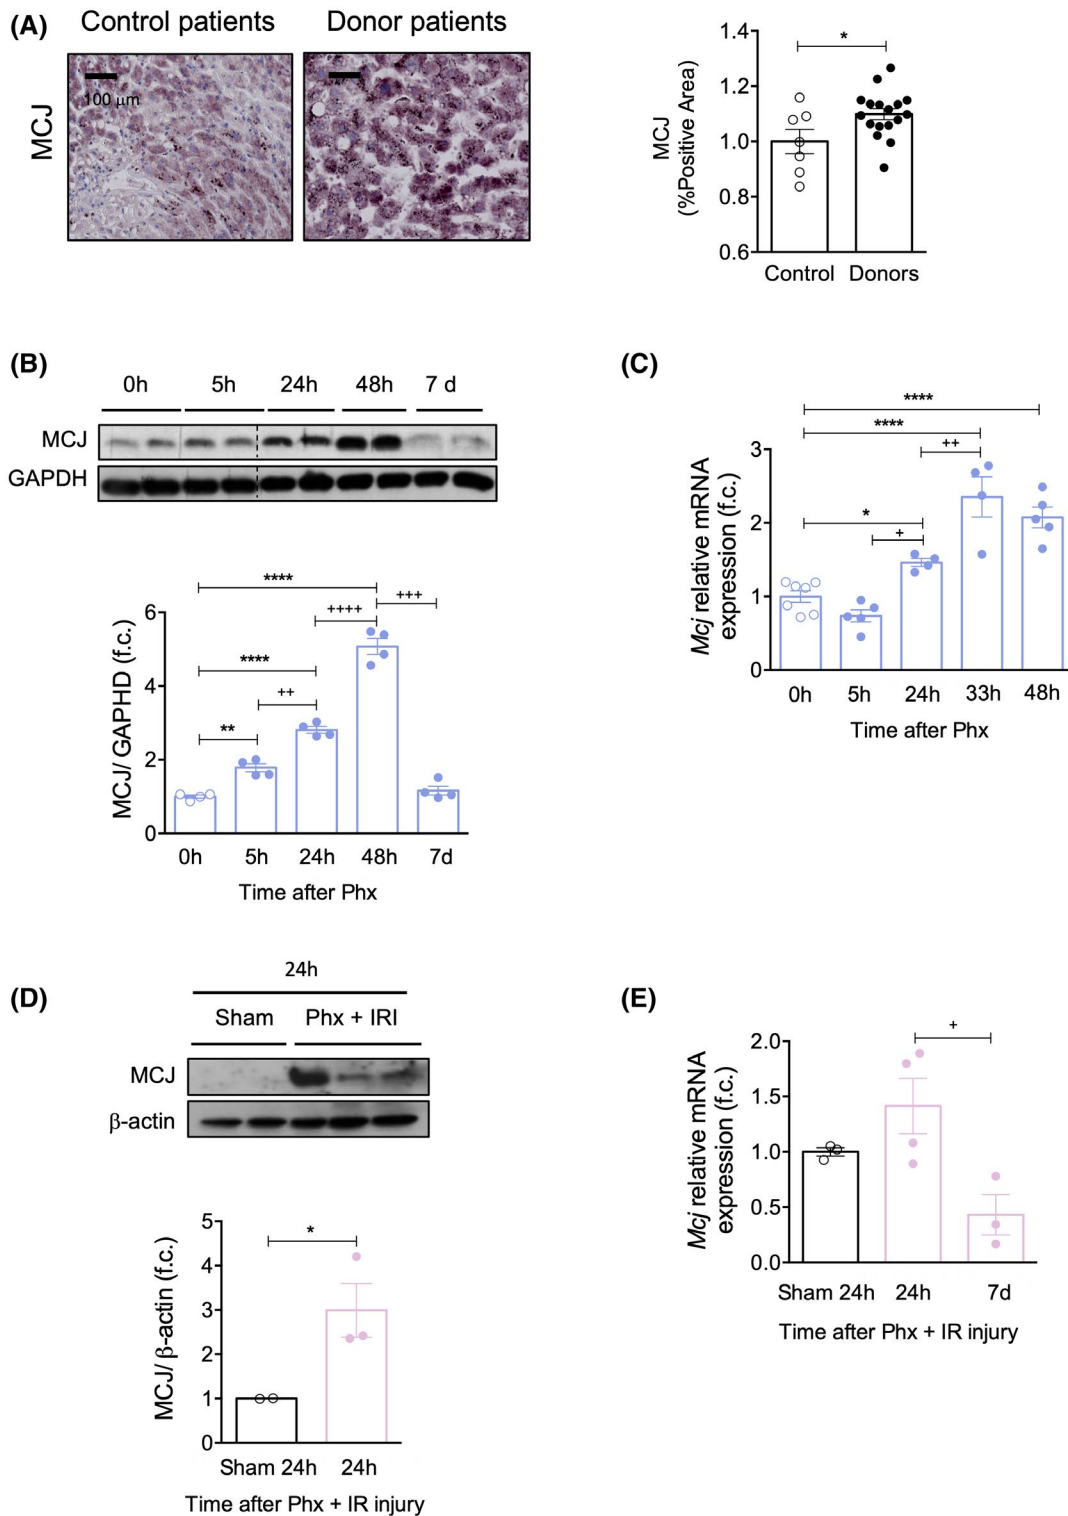 (A)
Control patients
Donor patients
MCJ
100 μm
MCJ
(%Positive Area)
1.4
1.2
1.0
0.8
0.6
*
Control
Donors
(B)
0h
5h
24h
48h
7 d
MCJ
GAPDH
MCJ/ GAPHD (f.c.)
6
4
2
0
****
+++
++++
****
++
**
0h
5h
24h
48h
7d
Time after Phx
(C)
Mcj relative mRNA
expression (f.c.)
3
2
1
0
****
****
++
*
+
0h
5h
24h
33h
48h
Time after Phx
(D)
24h
Sham
Phx + IRI
MCJ
β-actin
MCJ/ β-actin (f.c.)
5
4
3
2
1
0
*
Sham 24h
24h
Time after Phx + IR injury
(E)
Mcj relative mRNA
expression (f.c.)
2.0
1.5
1.0
0.5
0.0
+
Sham 24h
24h
7d
Time after Phx + IR injury